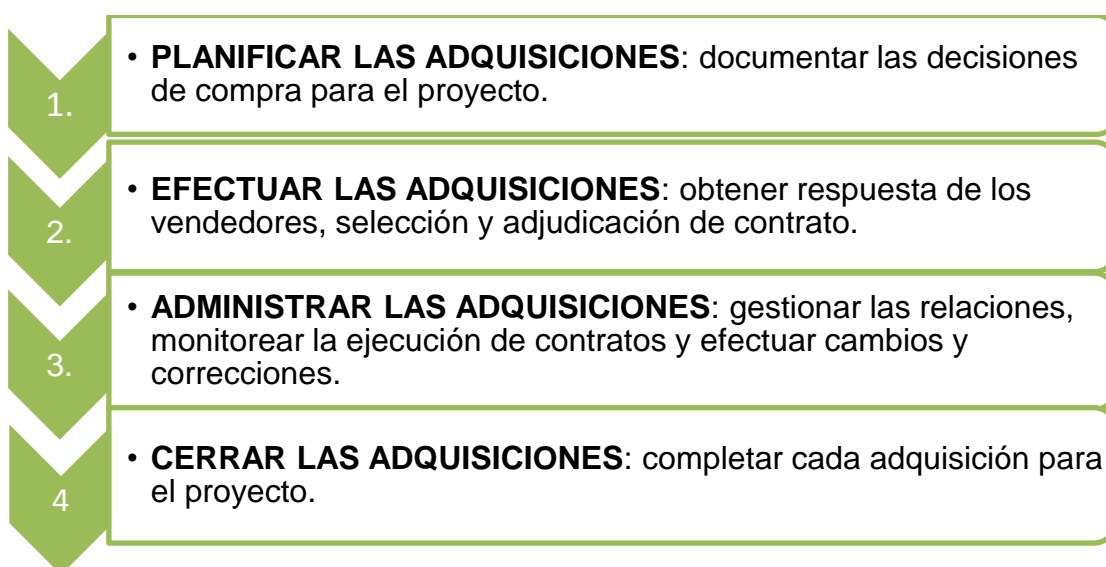 1.
• PLANIFICAR LAS ADQUISICIONES: documentar las decisiones
de compra para el proyecto.
2.
• EFECTUAR LAS ADQUISICIONES: obtener respuesta de los
vendedores, selección y adjudicación de contrato.
3.
• ADMINISTRAR LAS ADQUISICIONES: gestionar las relaciones,
monitorear la ejecución de contratos y efectuar cambios y
correcciones.
4
• CERRAR LAS ADQUISICIONES: completar cada adquisición para
el proyecto.